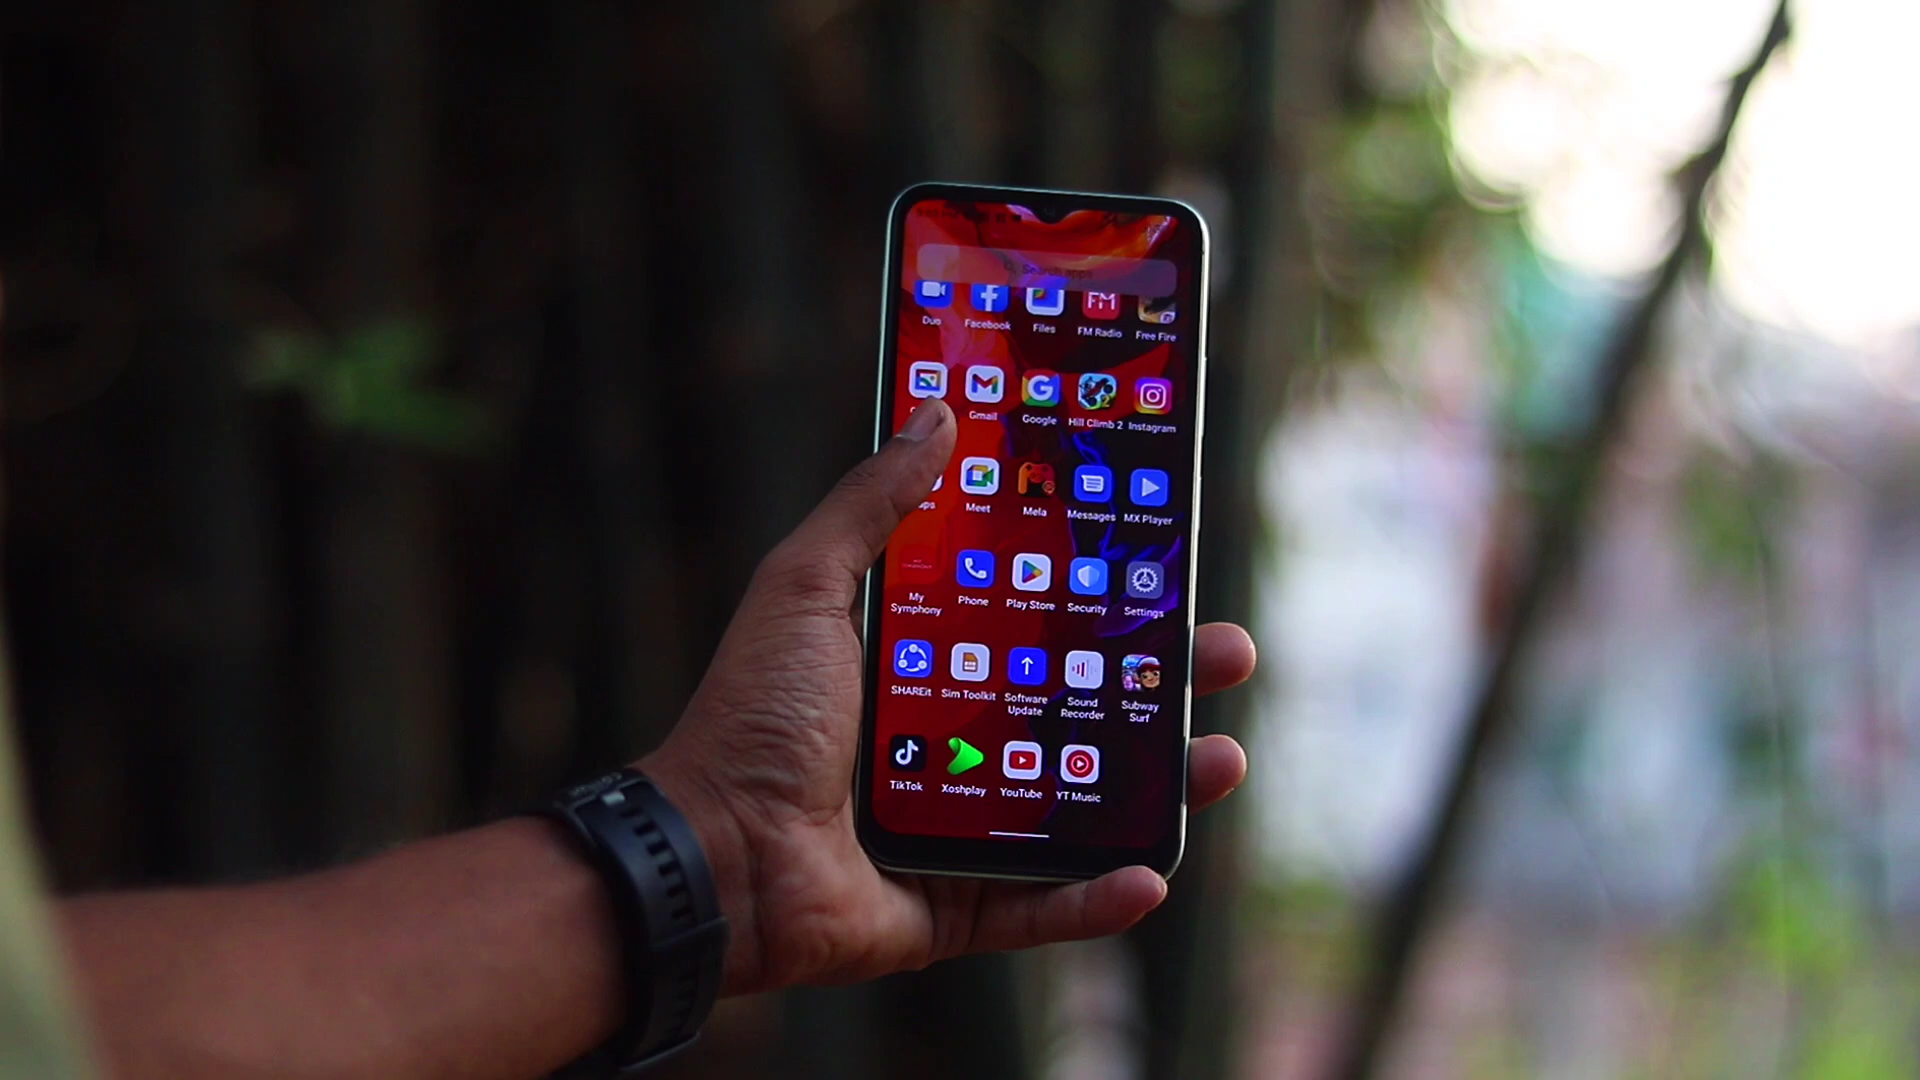 Search apps
Duo Facebook Files FM Radio Free Fire
Gmail Google Hill Climb 2 Instagram
Meet Mela Messages MX Player
My Symphony Phone Play Store Security Settings
SHAREit Sim Toolkit Software Update Sound Recorder Subway Surf
TikTok Xoshplay YouTube YT Music